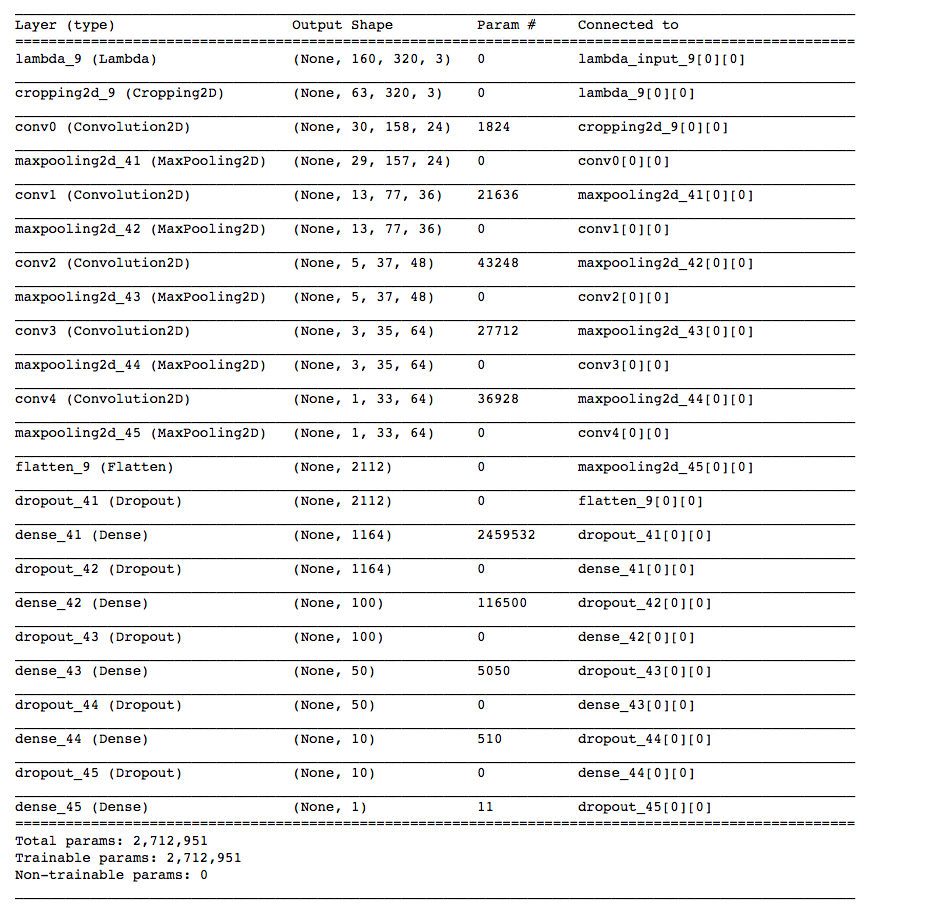 Layer (type) Output Shape Param # Connected to
lambda_9 (Lambda) (None, 160, 320, 3) 0 lambda_input_9[0][0]
cropping2d_9 (Cropping2D) (None, 63, 320, 3) 0 lambda_9[0][0]
conv0 (Convolution2D) (None, 30, 158, 24) 1824 cropping2d_9[0][0]
maxpooling2d_41 (MaxPooling2D) (None, 29, 157, 24) 0 conv0[0][0]
conv1 (Convolution2D) (None, 13, 77, 36) 21636 maxpooling2d_41[0][0]
maxpooling2d_42 (MaxPooling2D) (None, 13, 77, 36) 0 conv1[0][0]
conv2 (Convolution2D) (None, 5, 37, 48) 43248 maxpooling2d_42[0][0]
maxpooling2d_43 (MaxPooling2D) (None, 5, 37, 48) 0 conv2[0][0]
conv3 (Convolution2D) (None, 3, 35, 64) 27712 maxpooling2d_43[0][0]
maxpooling2d_44 (MaxPooling2D) (None, 3, 35, 64) 0 conv3[0][0]
conv4 (Convolution2D) (None, 1, 33, 64) 36928 maxpooling2d_44[0][0]
maxpooling2d_45 (MaxPooling2D) (None, 1, 33, 64) 0 conv4[0][0]
flatten_9 (Flatten) (None, 2112) 0 maxpooling2d_45[0][0]
dropout_41 (Dropout) (None, 2112) 0 flatten_9[0][0]
dense_41 (Dense) (None, 1164) 2459532 dropout_41[0][0]
dropout_42 (Dropout) (None, 1164) 0 dense_41[0][0]
dense_42 (Dense) (None, 100) 116500 dropout_42[0][0]
dropout_43 (Dropout) (None, 100) 0 dense_42[0][0]
dense_43 (Dense) (None, 50) 5050 dropout_43[0][0]
dropout_44 (Dropout) (None, 50) 0 dense_43[0][0]
dense_44 (Dense) (None, 10) 510 dropout_44[0][0]
dropout_45 (Dropout) (None, 10) 0 dense_44[0][0]
dense_45 (Dense) (None, 1) 11 dropout_45[0][0]
Total params: 2,712,951
Trainable params: 2,712,951
Non-trainable params: 0